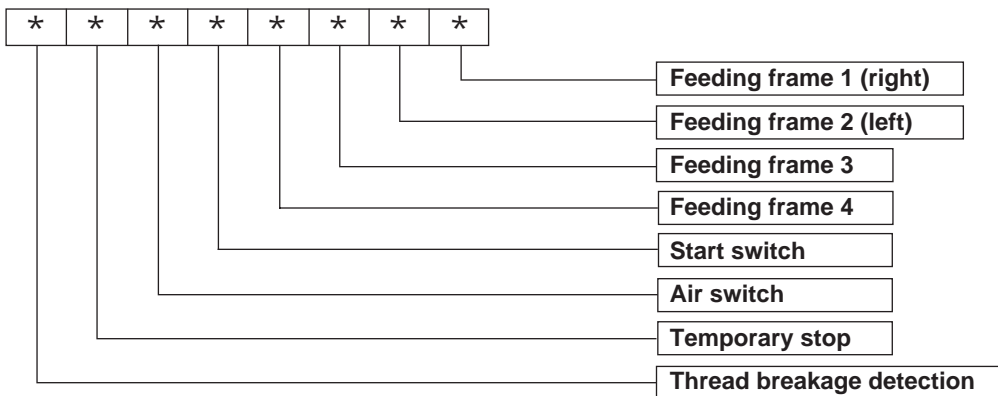 * * * * * * * *
Feeding frame 1 (right)
Feeding frame 2 (left)
Feeding frame 3
Feeding frame 4
Start switch
Air switch
Temporary stop
Thread breakage detection